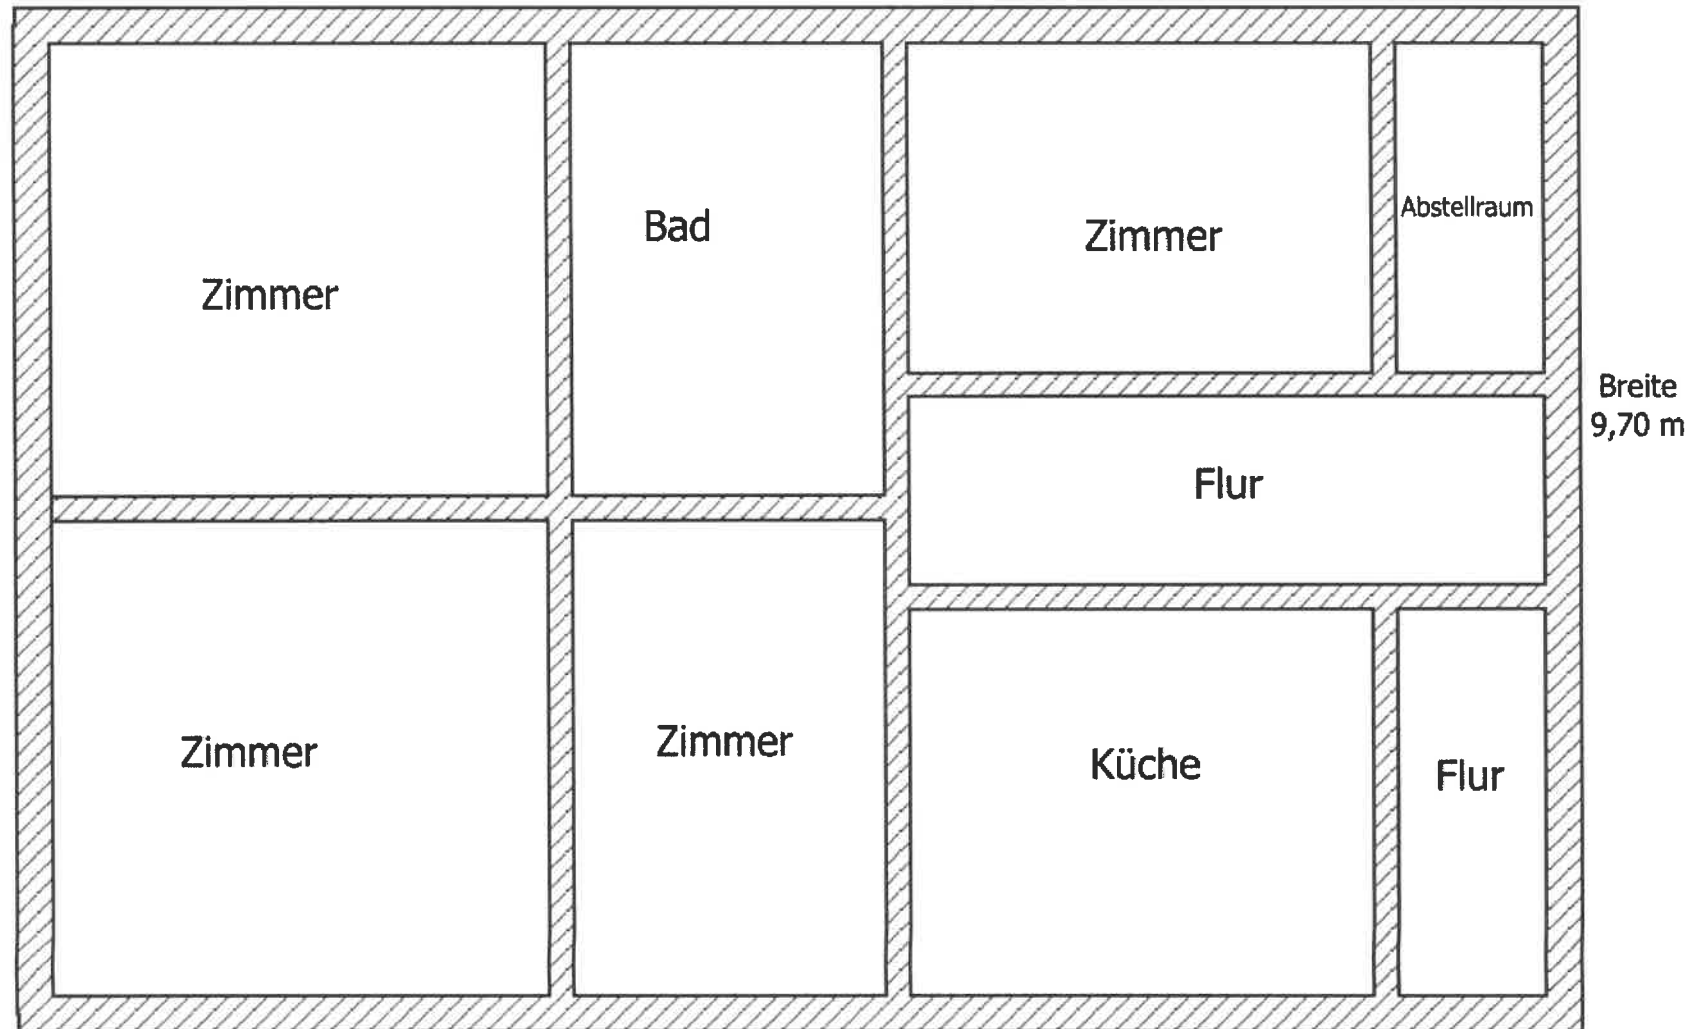 Bad
Zimmer
Abstellraum
Zimmer
Breite
9,70 m
Flur
Zimmer
Zimmer
Küche
Flur